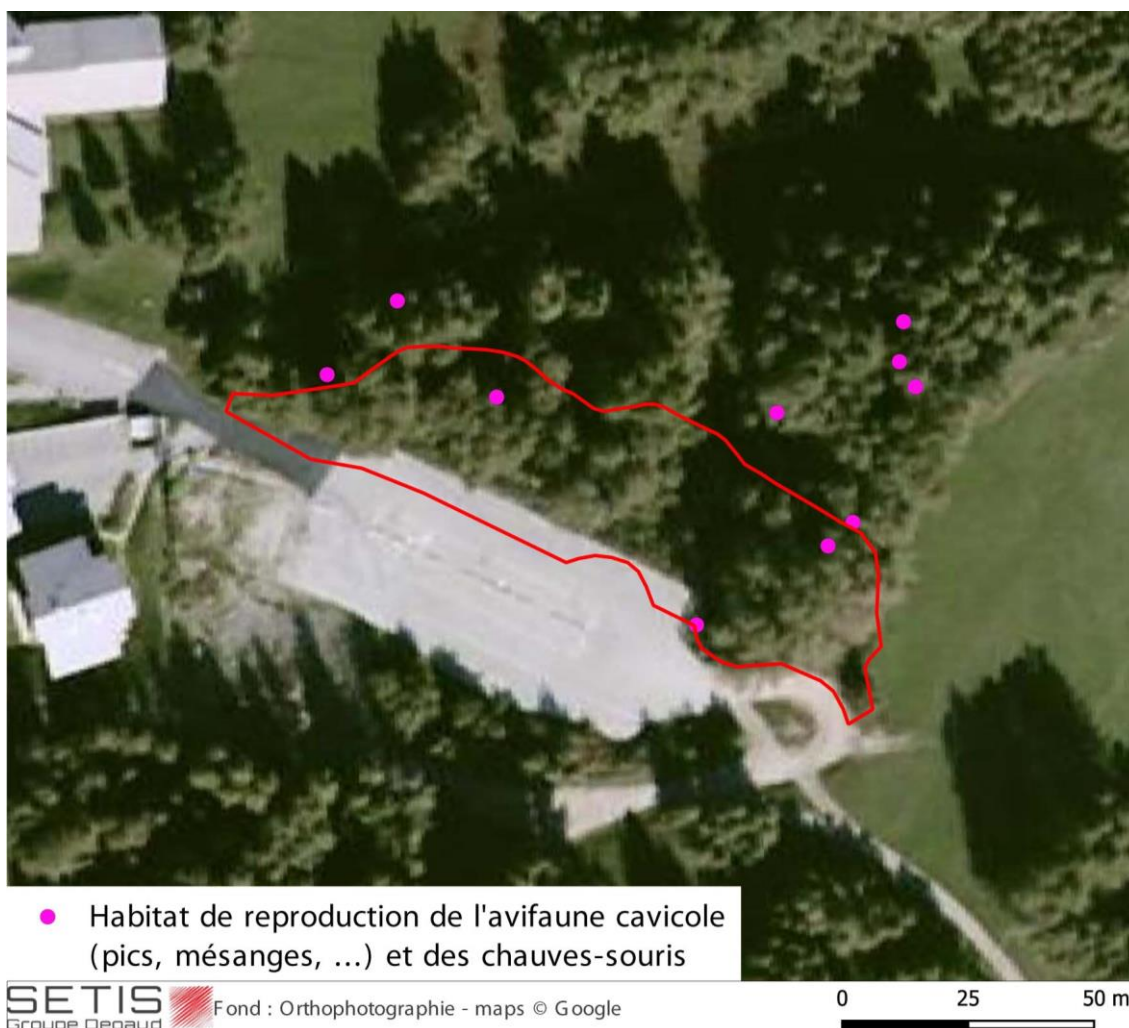 Habitat de reproduction de l'avifaune cavicole
(pics, mésanges, ...) et des chauves-souris
SETIS
Groupe Degaud
Fond : Orthophotographie - maps © Google
0 25 50 m